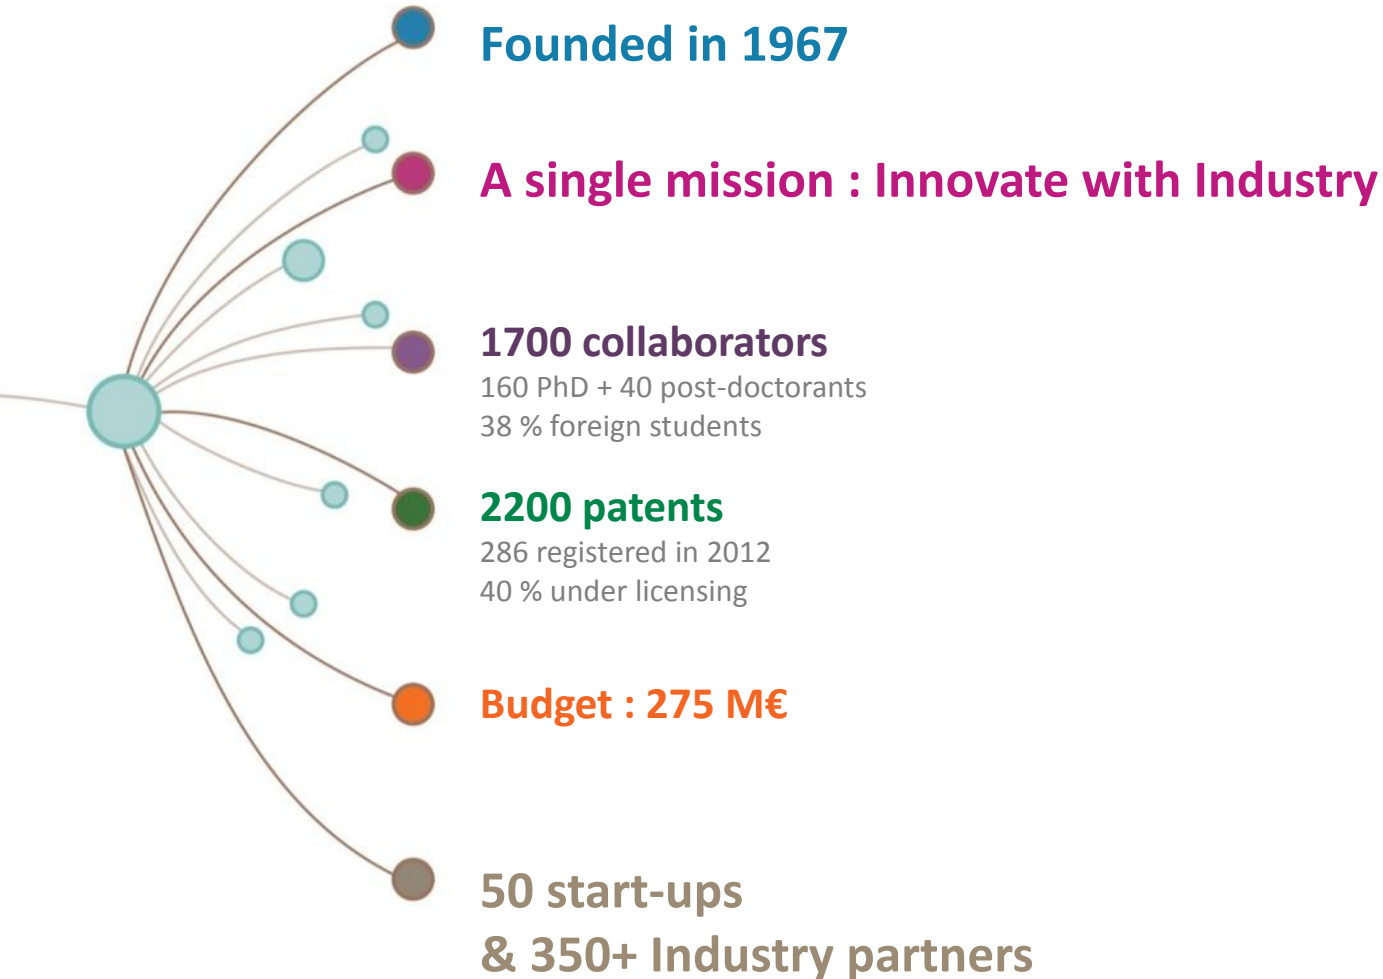 Founded in 1967
A single mission : Innovate with Industry
1700 collaborators
160 PhD + 40 post-doctorants
38 % foreign students
2200 patents
286 registered in 2012
40 % under licensing
Budget : 275 M€
50 start-ups
& 350+ Industry partners